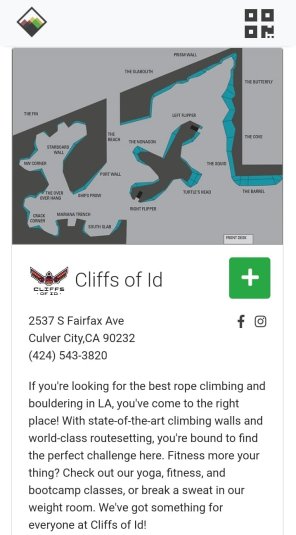 PRISM WALL
THE SLABOLITH
THE BUTTERFLY
THE FIN
LEFT FLIPPER
THE BEACH
THE CONE
STARBOARD WALL
THE NONAGON
NW CORNER
PORT WALL
THE SQUID
THE OVER OVER HANG
SHIPS PROW
TURTLE'S HEAD
THE BARREL
CRACK CORNER
MARIANA TRENCH
RIGHT FLIPPER
SOUTH SLAB
FRONT DESK
CLIFFS
OF ID
Cliffs of Id
2537 S Fairfax Ave
Culver City,CA 90232
(424) 543-3820
If you're looking for the best rope climbing and
bouldering in LA, you've come to the right
place! With state-of-the-art climbing walls and
world-class routesetting, you're bound to find
the perfect challenge here. Fitness more your
thing? Check out our yoga, fitness, and
bootcamp classes, or break a sweat in our
weight room. We've got something for
everyone at Cliffs of Id!